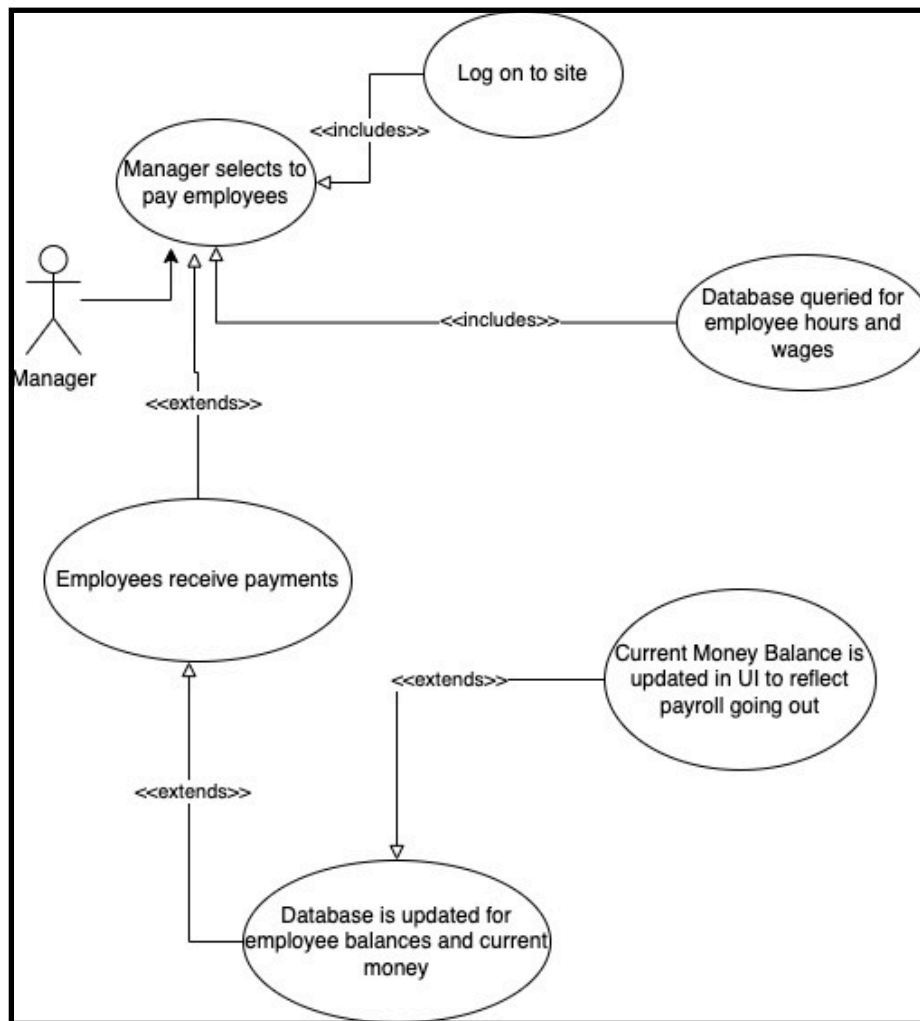 Log on to site
<<includes>>
Manager selects to
pay employees
Database queried for
employee hours and
wages
<<includes>>
Manager
<<extends>>
Employees receive payments
Current Money Balance is
updated in UI to reflect
payroll going out
<<extends>>
<<extends>>
Database is updated for
employee balances and current
money